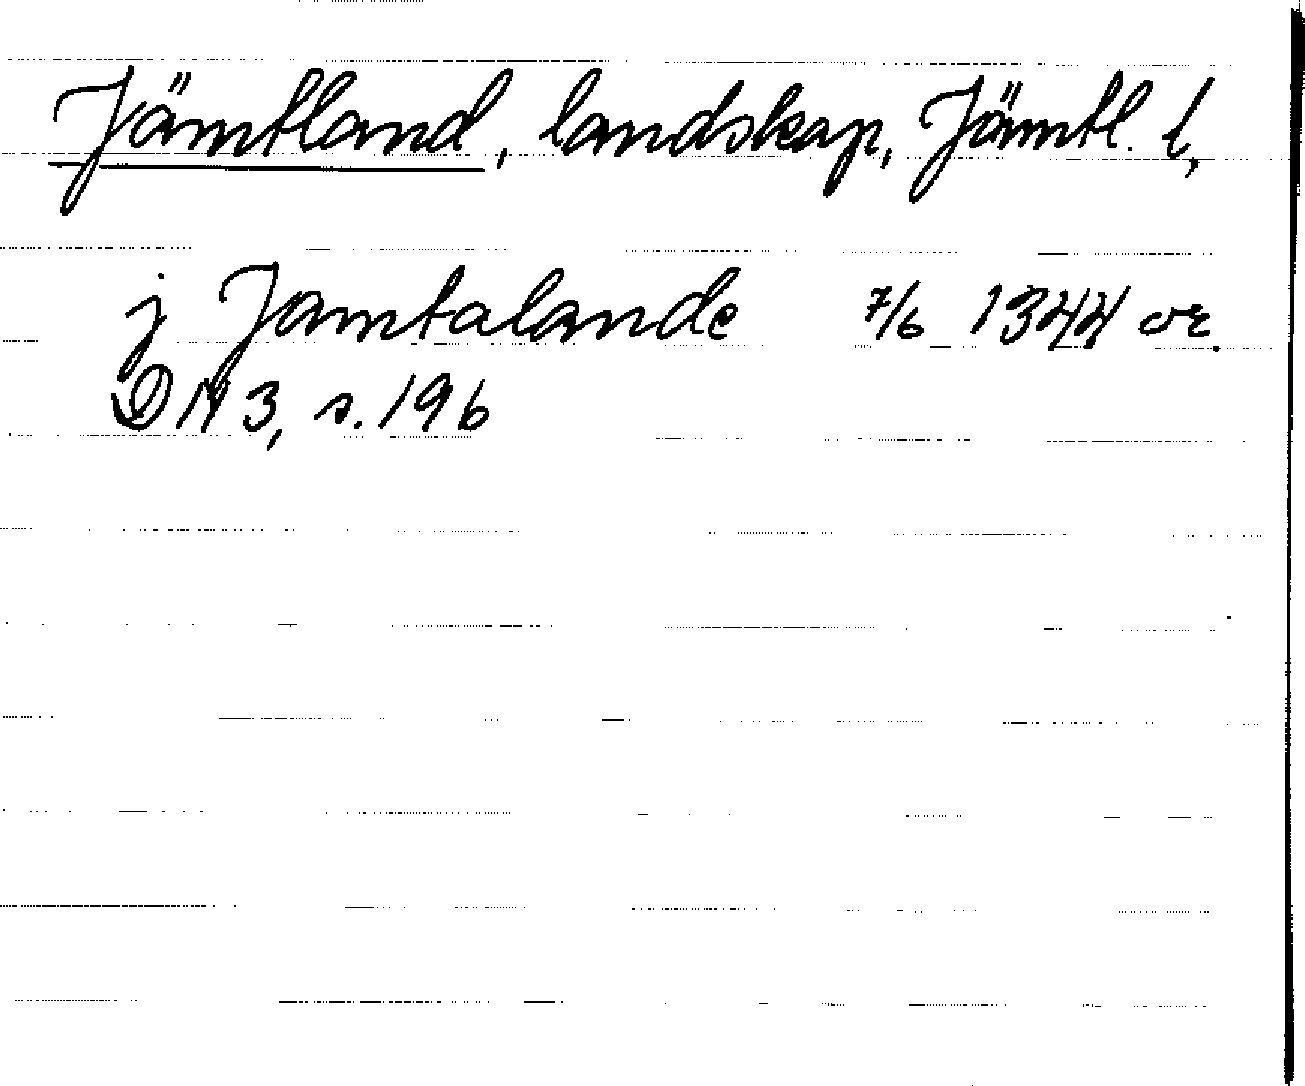 Jämtland, landskap, Jämtl. l,
j Jamtalande 7/6 1344 or.
DN 3, s. 196